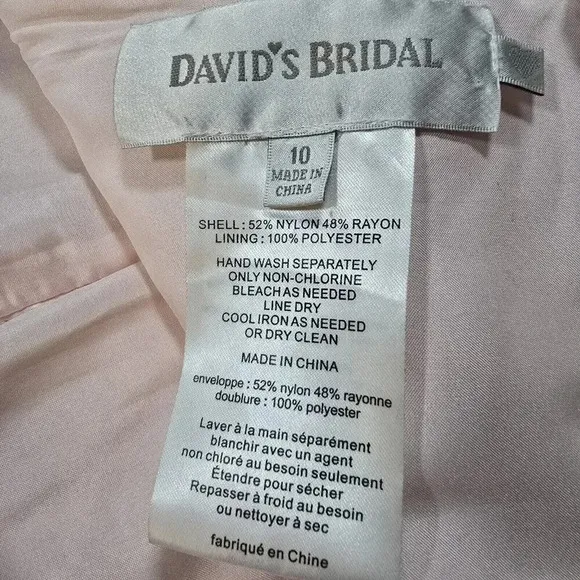 DAVID'S BRIDAL
10
MADE IN
CHINA
SHELL : 52% NYLON 48% RAYON
LINING : 100% POLYESTER
HAND WASH SEPARATELY
ONLY NON-CHLORINE
BLEACH AS NEEDED
LINE DRY
COOL IRON AS NEEDED
OR DRY CLEAN
MADE IN CHINA
enveloppe : 52% nylon 48% rayonne
doublure : 100% polyester
Laver à la main séparément
blanchir avec un agent
non chloré au besoin seulement
Étendre pour sécher
Repasser à froid au besoin
ou nettoyer à sec
fabriqué en Chine